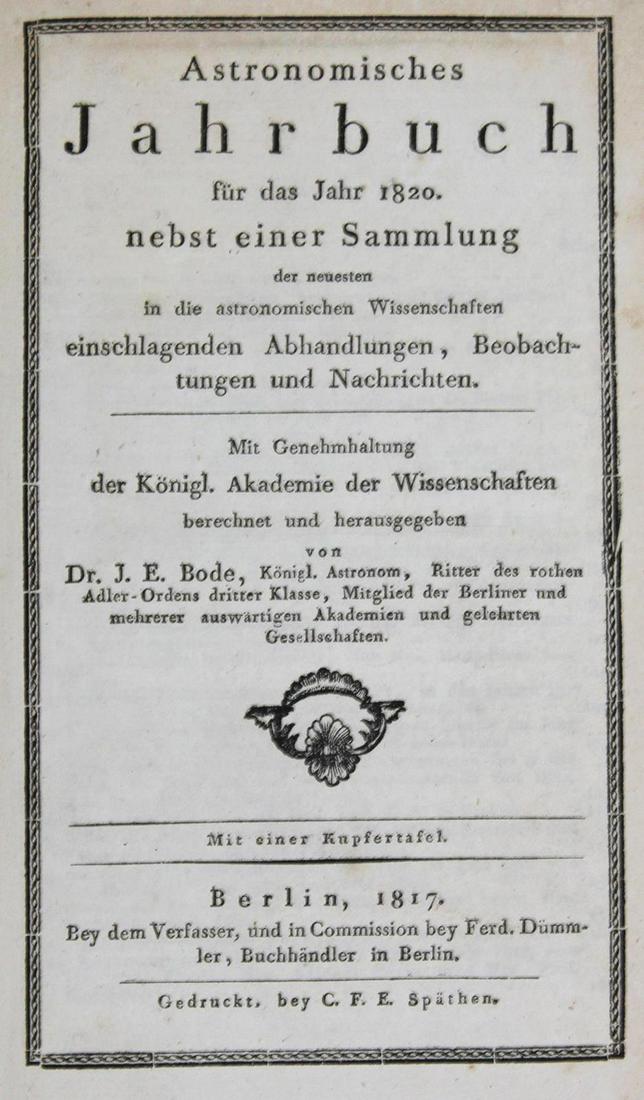 Astronomisches
Jahrbuch
für das Jahr 1820.
nebst einer Sammlung
der neuesten
in die astronomischen Wissenschaften
einschlagenden Abhandlungen, Beobach-
tungen und Nachrichten.
Mit Genehmhaltung
der Königl. Akademie der Wissenschaften
berechnet und herausgegeben
von
Dr. J. E. Bode, Königl. Astronom, Ritter des rothen
Adler-Ordens dritter Klasse, Mitglied der Berliner und
mehrerer auswärtigen Akademien und gelehrten
Gesellschaften.
Mit einer Kupfertafel.
Berlin, 1817.
Bey dem Verfasser, und in Commission bey Ferd. Dümm-
ler, Buchhändler in Berlin.
Gedruckt, bey C. F. E. Späthen.